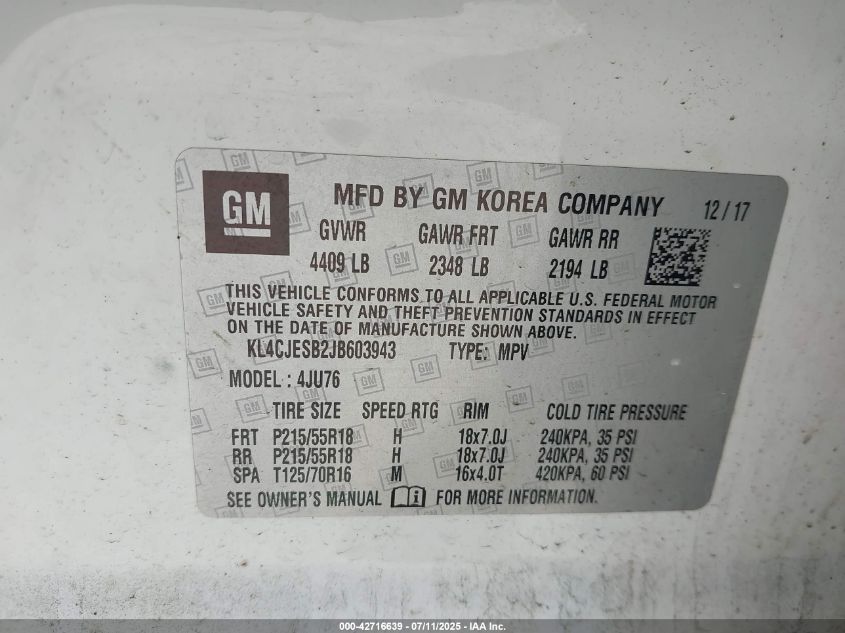 GM
MFD BY GM KOREA COMPANY 12/17
GVWR GAWR FRT GAWR RR
4409 LB 2348 LB 2194 LB
THIS VEHICLE CONFORMS TO ALL APPLICABLE U.S. FEDERAL MOTOR
VEHICLE SAFETY AND THEFT PREVENTION STANDARDS IN EFFECT
ON THE DATE OF MANUFACTURE SHOWN ABOVE.
KL4CJESB2JB603943 TYPE: MPV
MODEL : 4JU76
TIRE SIZE SPEED RTG RIM COLD TIRE PRESSURE
FRT P215/55R18 H 18x7.0J 240KPA, 35 PSI
RR P215/55R18 H 18x7.0J 240KPA, 35 PSI
SPA T125/70R16 M 16x4.0T 420KPA, 60 PSI
SEE OWNER'S MANUAL FOR MORE INFORMATION.
000-42716639 - 07/11/2025 - IAA Inc.